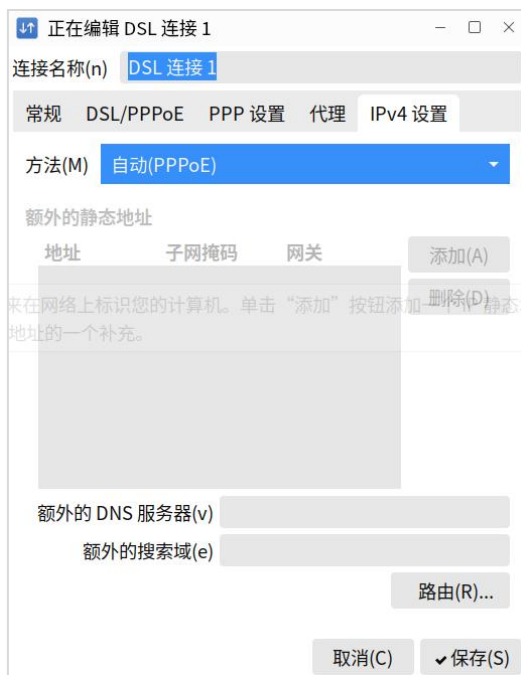 正在编辑 DSL 连接 1
连接名称(n) DSL 连接 1
常规 DSL/PPPoE PPP 设置 代理 IPv4 设置
方法(M) 自动(PPPoE)
额外的静态地址
地址 子网掩码 网关 添加(A)
删除(D)
来在网络上标识您的计算机。单击“添加”按钮添加一个 IP 静态
地址的一个补充。
额外的 DNS 服务器(v)
额外的搜索域(e)
路由(R)...
取消(C) 保存(S)